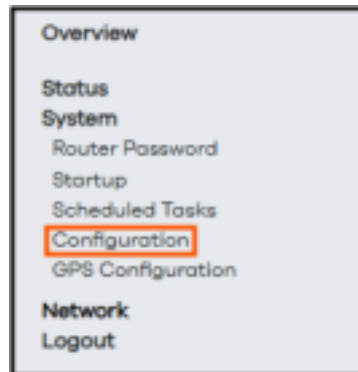 Overview
Status
System
Router Password
Startup
Scheduled Tasks
Configuration
GPS Configuration
Network
Logout